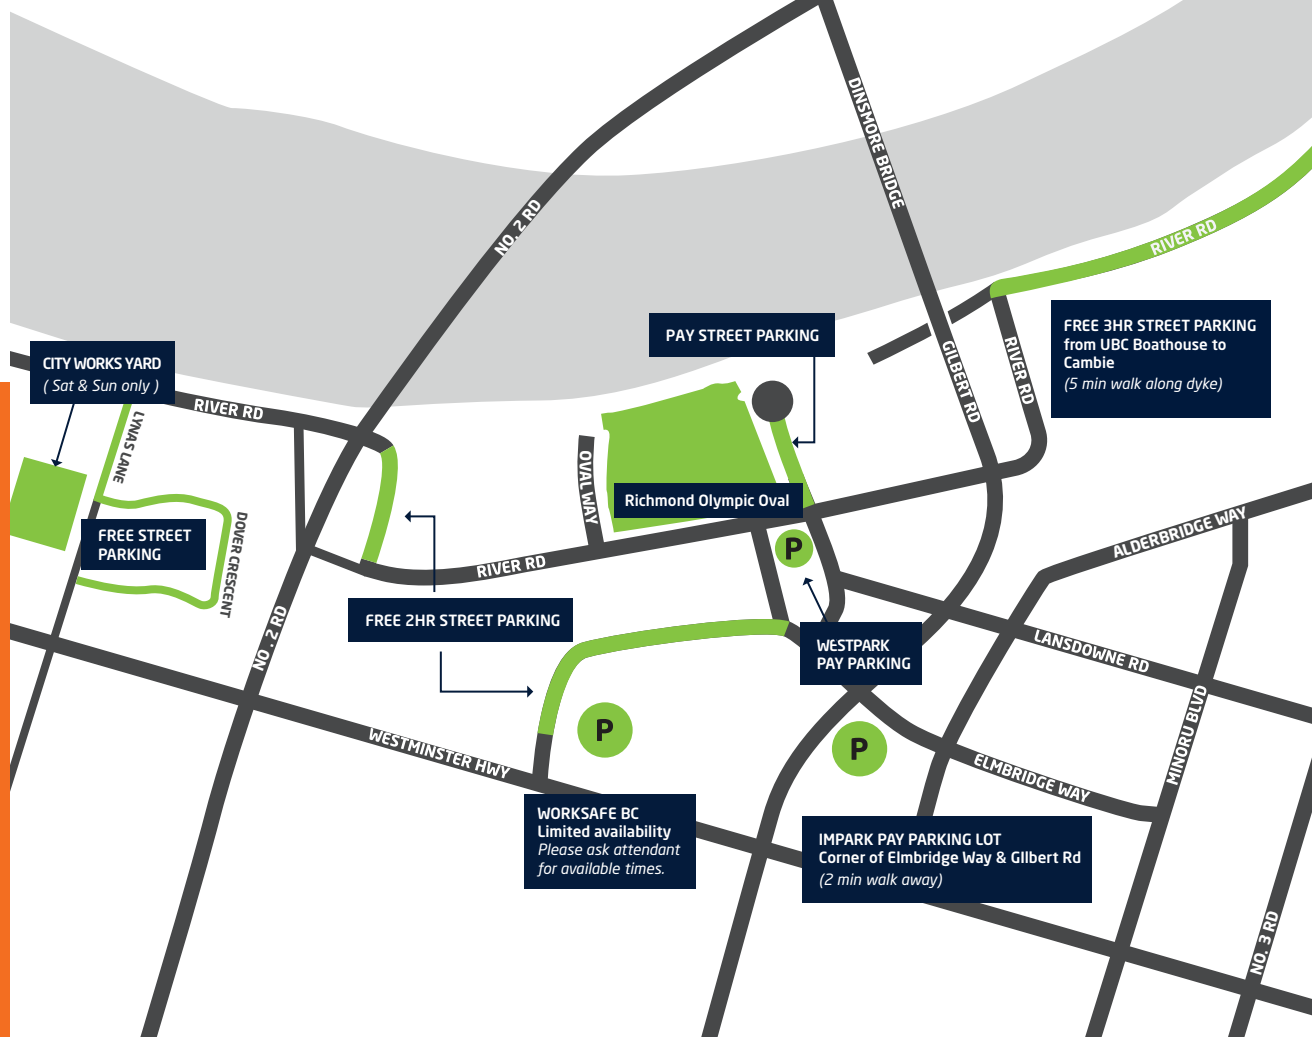 DINSMORE BRIDGE
NO. 2 RD
RIVER RD
PAY STREET PARKING
FREE 3HR STREET PARKING
from UBC Boathouse to
Cambie
(5 min walk along dyke)
CITY WORKS YARD
( Sat & Sun only )
GILBERT RD
RIVER RD
RIVER RD
LYNAS LANE
OVAL WAY
Richmond Olympic Oval
FREE STREET
PARKING
DOVER CRESCENT
P
ALDERBRIDGE WAY
RIVER RD
FREE 2HR STREET PARKING
NO. 2 RD
WESTPARK
PAY PARKING
LANSDOWNE RD
P
P
MINORU BLVD
WESTMINSTER HWY
ELMBRIDGE WAY
WORKSAFE BC
Limited availability
Please ask attendant
for available times.
IMPARK PAY PARKING LOT
Corner of Elmbridge Way & GIlbert Rd
(2 min walk away)
NO. 3 RD